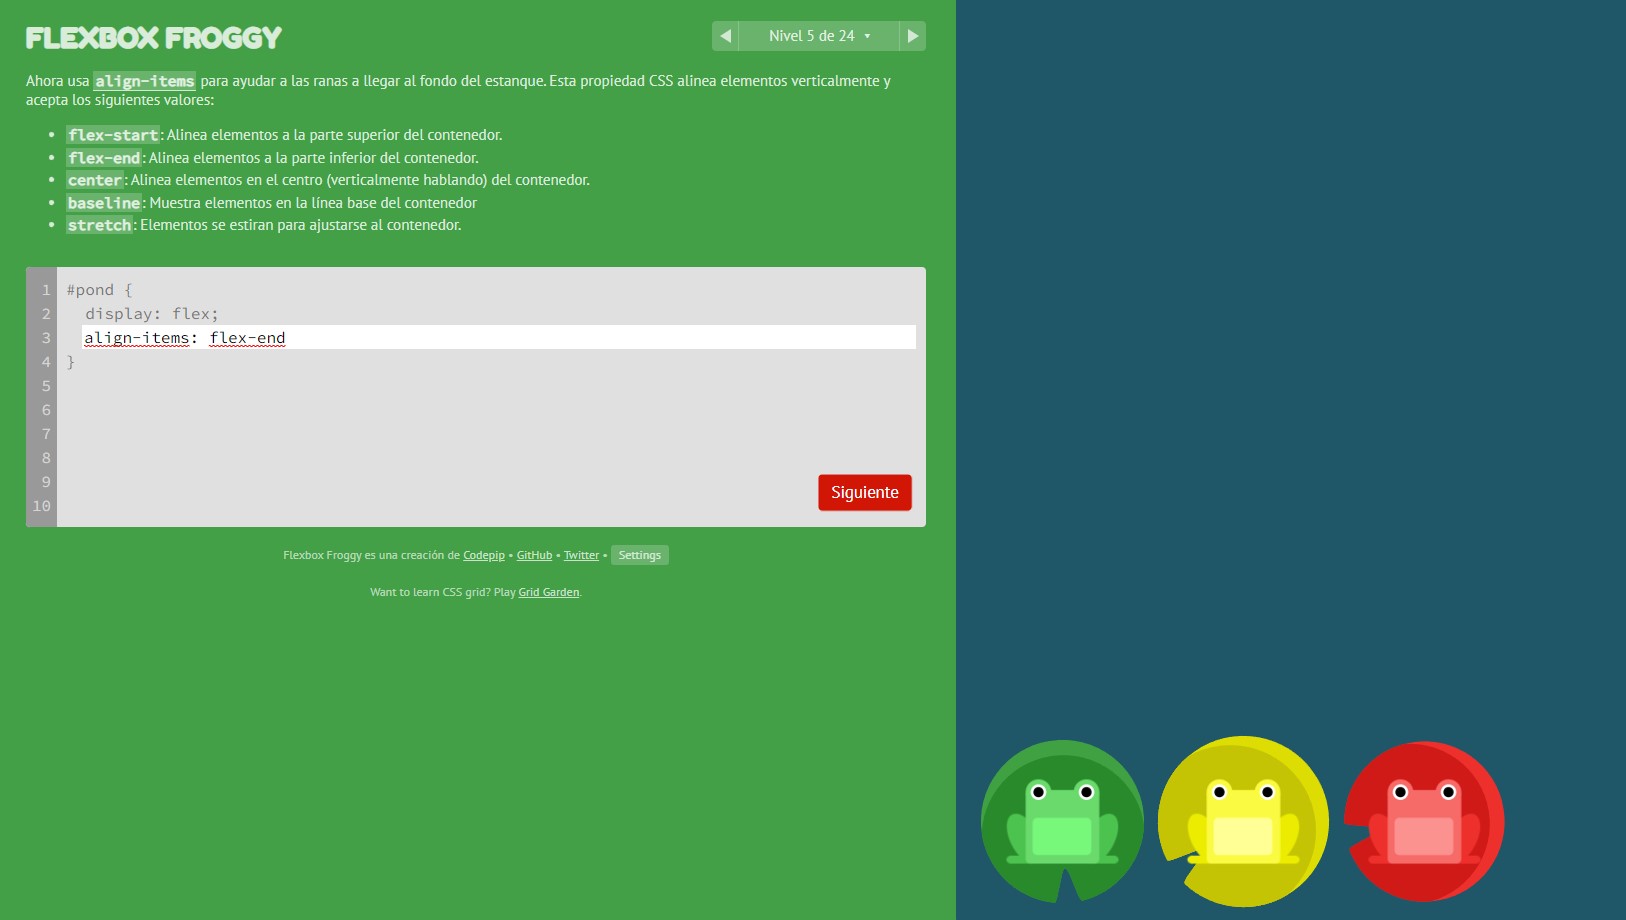 FLEXBOX FROGGY
Nivel 5 de 24
Ahora usa align-items para ayudar a las ranas a llegar al fondo del estanque. Esta propiedad CSS alinea elementos verticalmente y
acepta los siguientes valores:
• flex-start: Alinea elementos a la parte superior del contenedor.
• flex-end: Alinea elementos a la parte inferior del contenedor.
• center: Alinea elementos en el centro (verticalmente hablando) del contenedor.
• baseline: Muestra elementos en la línea base del contenedor
• stretch: Elementos se estiran para ajustarse al contenedor.
1 #pond {
2 display: flex;
3 align-items: flex-end
4 }
5
6
7
8
9
10
Siguiente
Flexbox Froggy es una creación de Codepip • GitHub • Twitter • Settings
Want to learn CSS grid? Play Grid Garden.